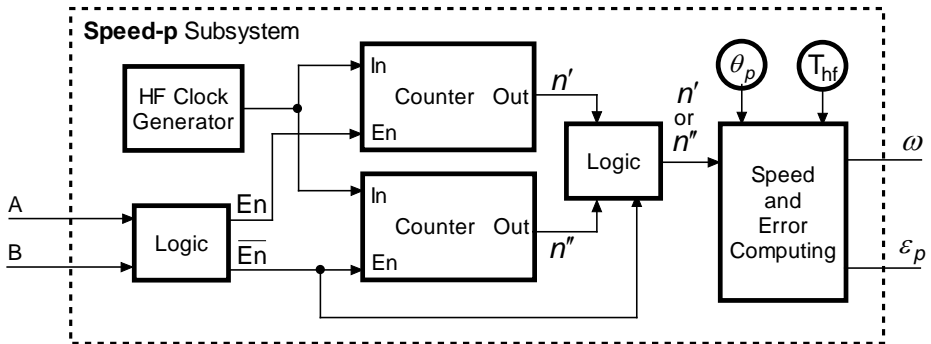 Speed-p Subsystem
HF Clock
Generator
In
Counter
Out
En
n′
θp
Thf
n′
or
n″
Logic
A
B
Logic
En
En
In
Counter
Out
En
n″
Speed
and
Error
Computing
ω
εp